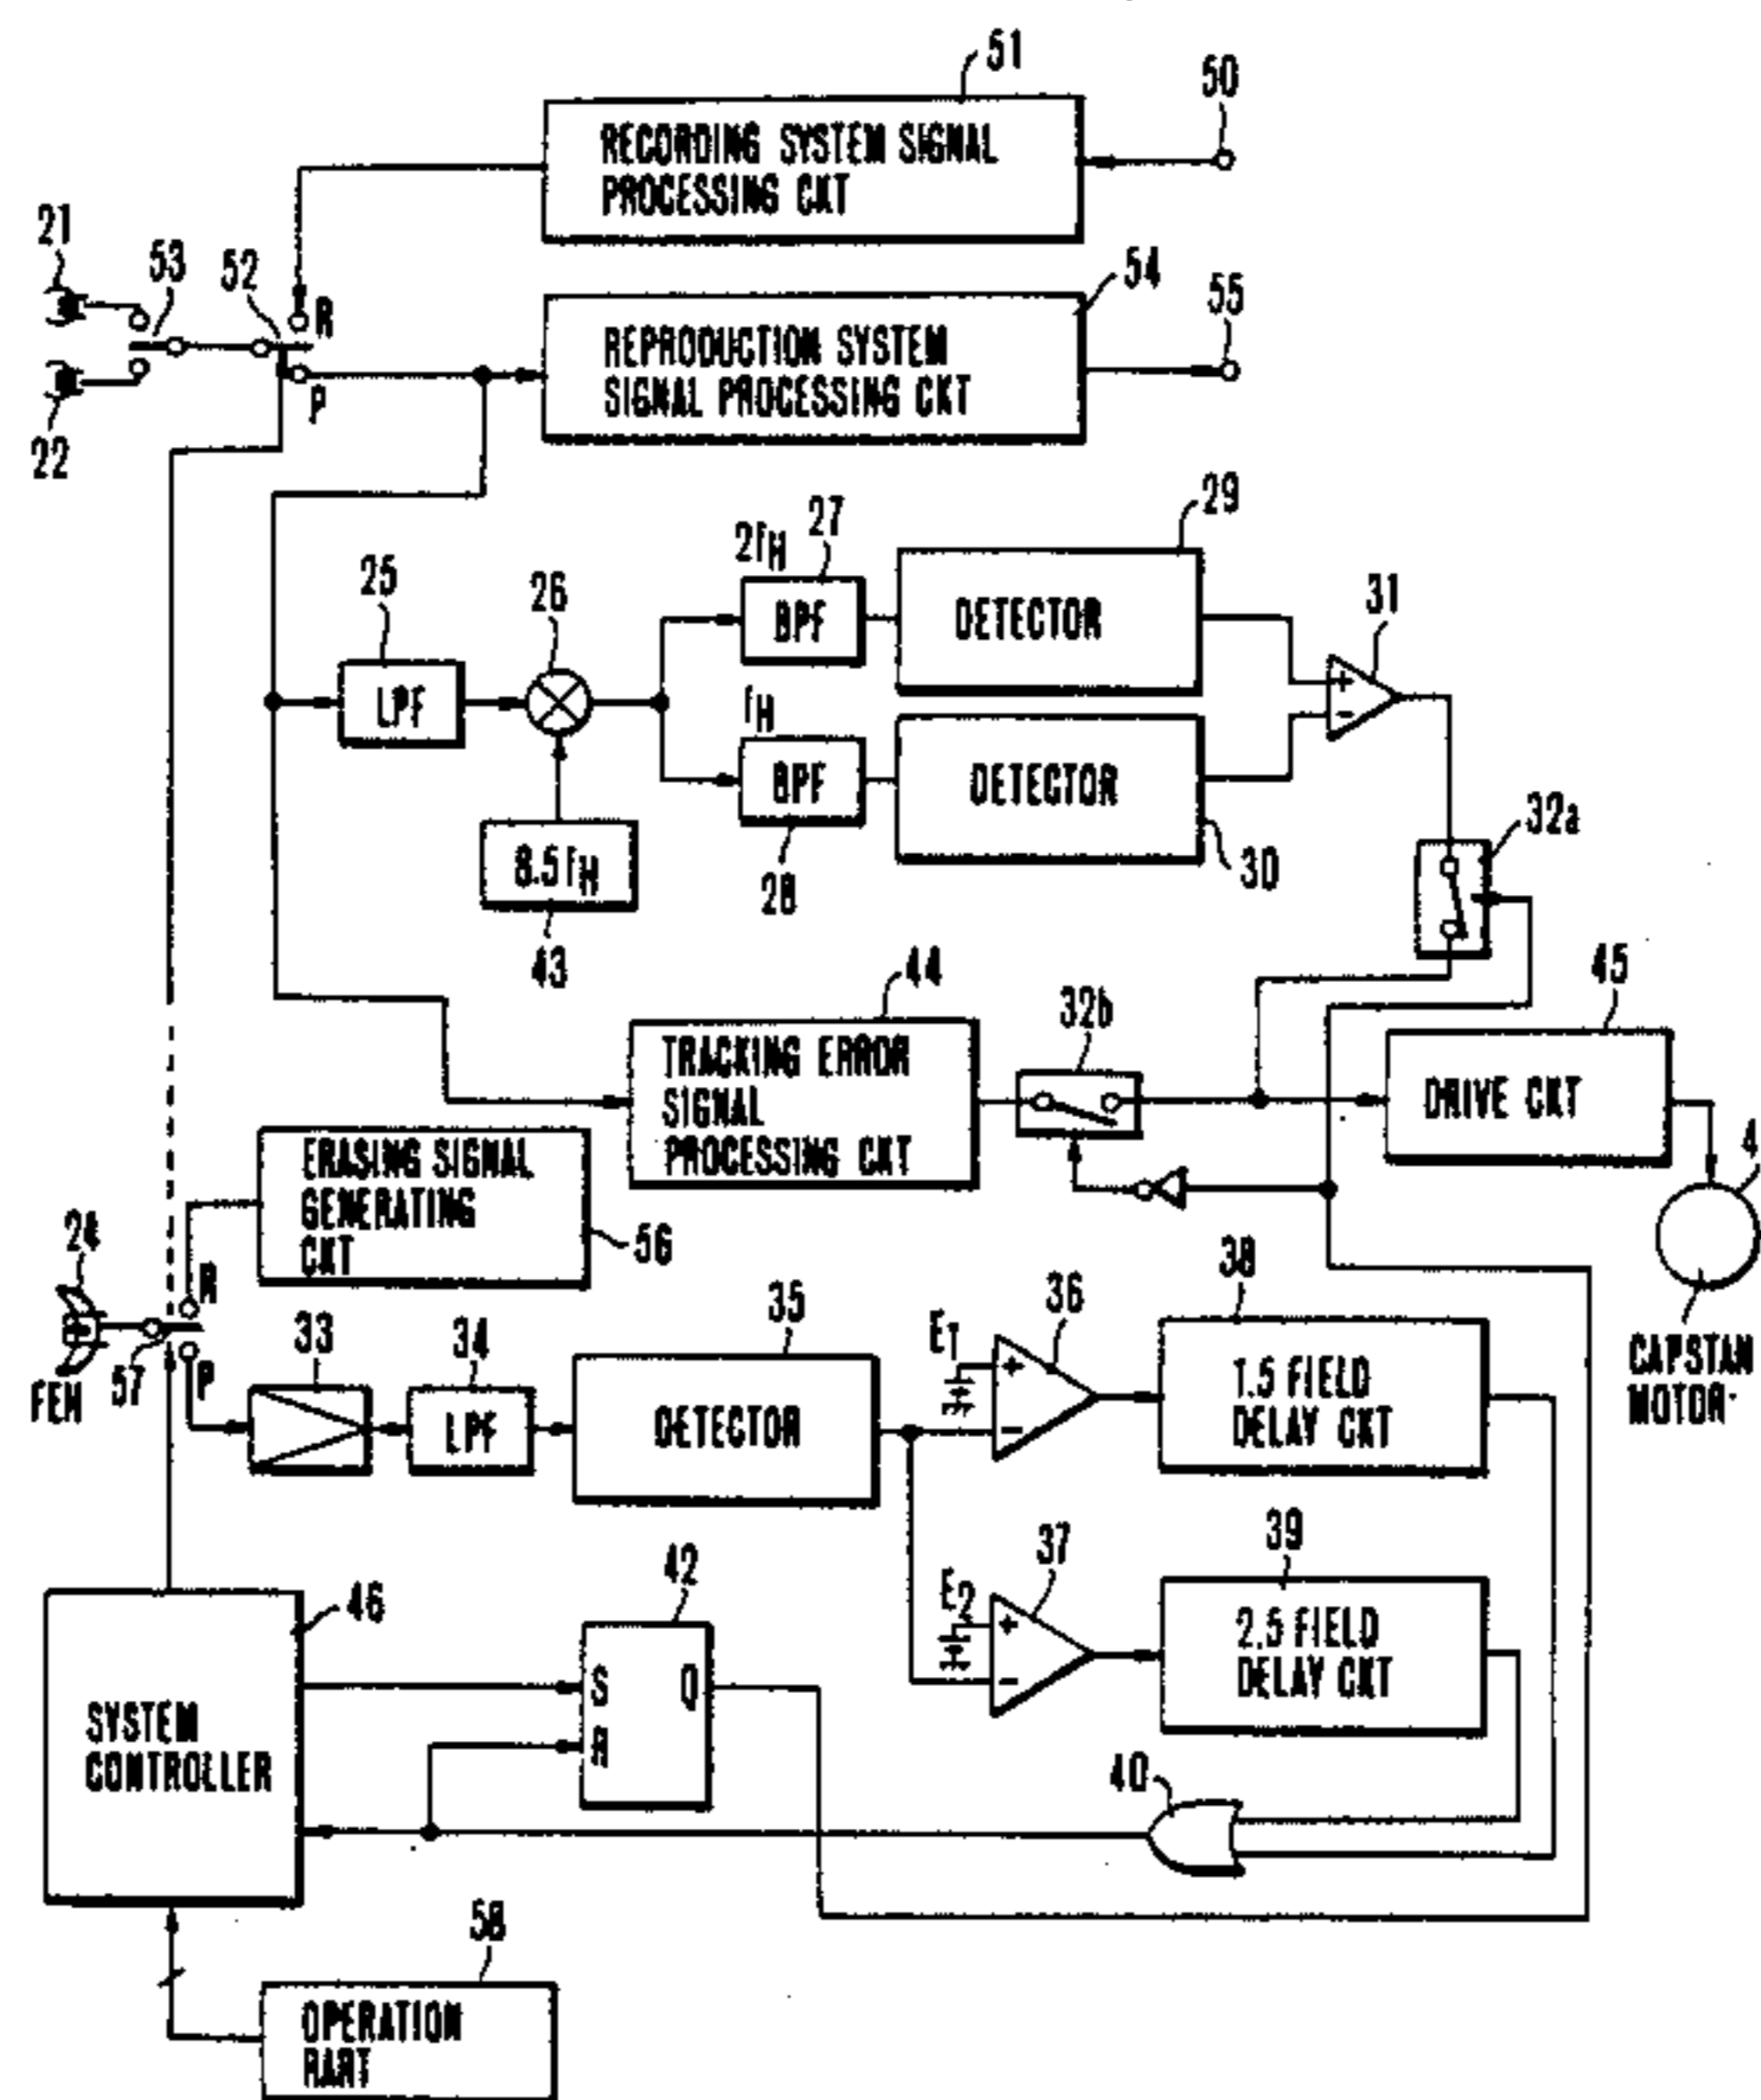 51
50
RECORDING SYSTEM SIGNAL
PROCESSING CKT
21
53
52
54
55
R
REPRODUCTION SYSTEM
SIGNAL PROCESSING CKT
P
22
2fH
27
29
25
26
BPF
DETECTOR
31
LPF
fH
BPF
DETECTOR
32a
8.5fH
28
30
43
44
45
32b
TRACKING ERROR
SIGNAL
PROCESSING CKT
DRIVE CKT
4
ERASING SIGNAL
GENERATING
CKT
56
24
R
38
36
35
33
34
E1
+
−
1.5 FIELD
DELAY CKT
CAPSTAN
MOTOR
57
P
FEH
LPF
DETECTOR
42
37
39
46
E2
+
−
2.5 FIELD
DELAY CKT
S
Q
R
SYSTEM
CONTROLLER
40
58
OPERATION
PART